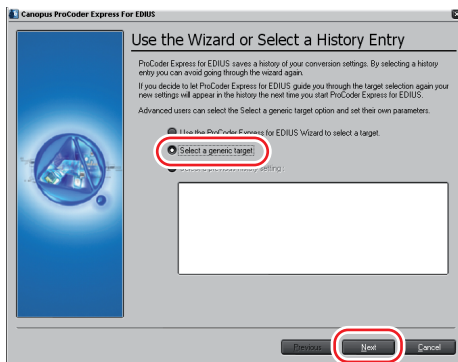 Canopus ProCoder Express For EDIUS
Use the Wizard or Select a History Entry
ProCoder Express for EDIUS saves a history of your conversion settings. By selecting a history
entry you can avoid going through the wizard again.
If you decide to let ProCoder Express for EDIUS guide you through the target selection again your
new settings will appear in the history the next time you start ProCoder Express for EDIUS.
Advanced users can select the Select a generic target option and set their own parameters.
Use the ProCoder Express for EDIUS Wizard to select a target.
Select a generic target
Select a previous history setting:
Previous
Next
Cancel